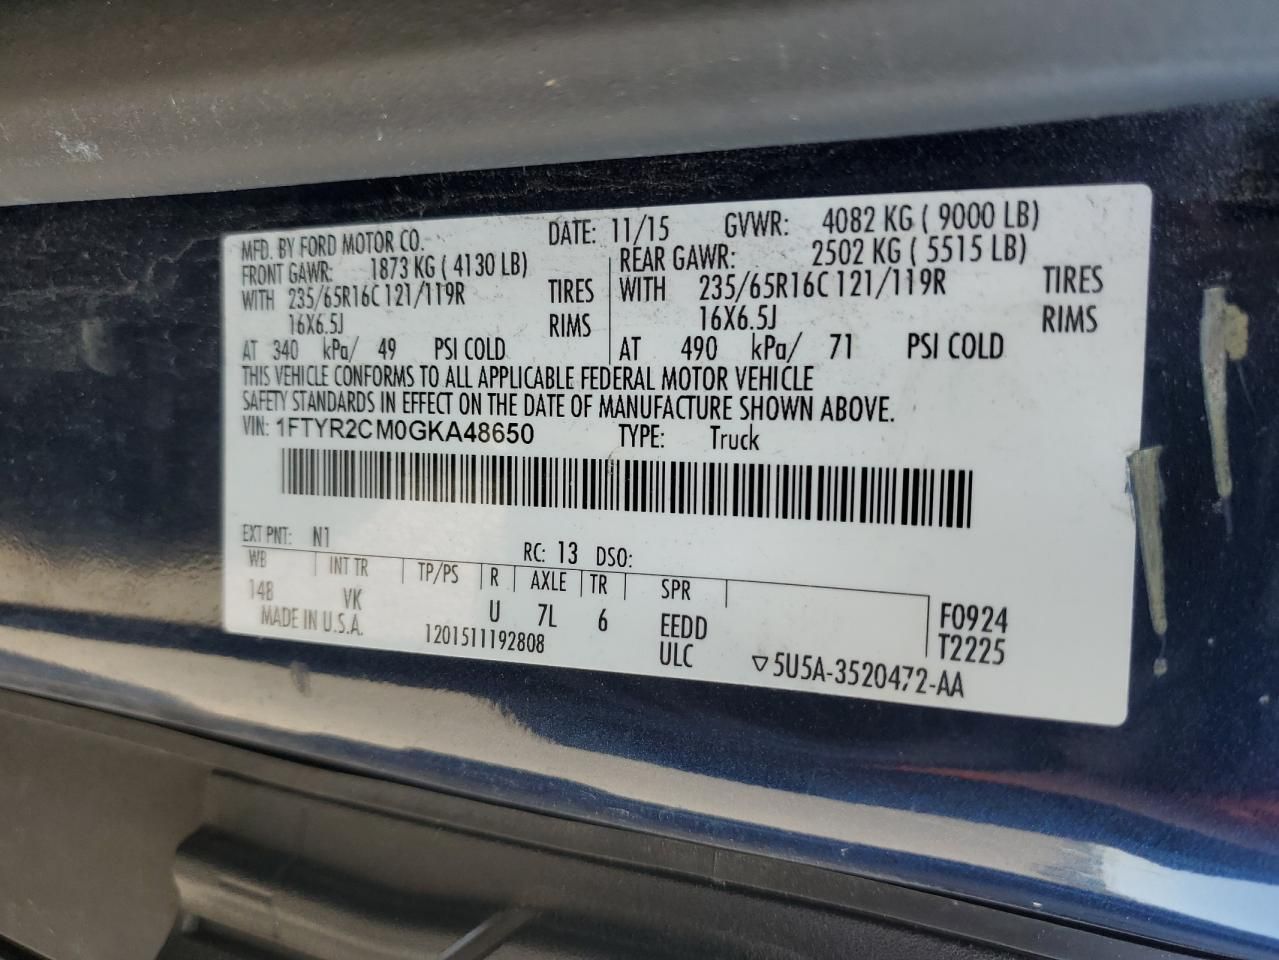 MFD. BY FORD MOTOR CO. DATE: 11/15 GVWR: 4082 KG ( 9000 LB)
FRONT GAWR: 1873 KG ( 4130 LB) REAR GAWR: 2502 KG ( 5515 LB)
WITH 235/65R16C 121/119R TIRES WITH 235/65R16C 121/119R TIRES
16X6.5J RIMS 16X6.5J RIMS
AT 340 kPa/ 49 PSI COLD AT 490 kPa/ 71 PSI COLD
THIS VEHICLE CONFORMS TO ALL APPLICABLE FEDERAL MOTOR VEHICLE
SAFETY STANDARDS IN EFFECT ON THE DATE OF MANUFACTURE SHOWN ABOVE.
VIN: 1FTYR2CM0GKA48650 TYPE: Truck
EXT PNT: N1 RC: 13 DSO:
WB INT TR TP/PS R AXLE TR SPR
148 VK U 7L 6 EEDD F0924
MADE IN U.S.A. 1201511192808 ULC T2225
▽5U5A-3520472-AA